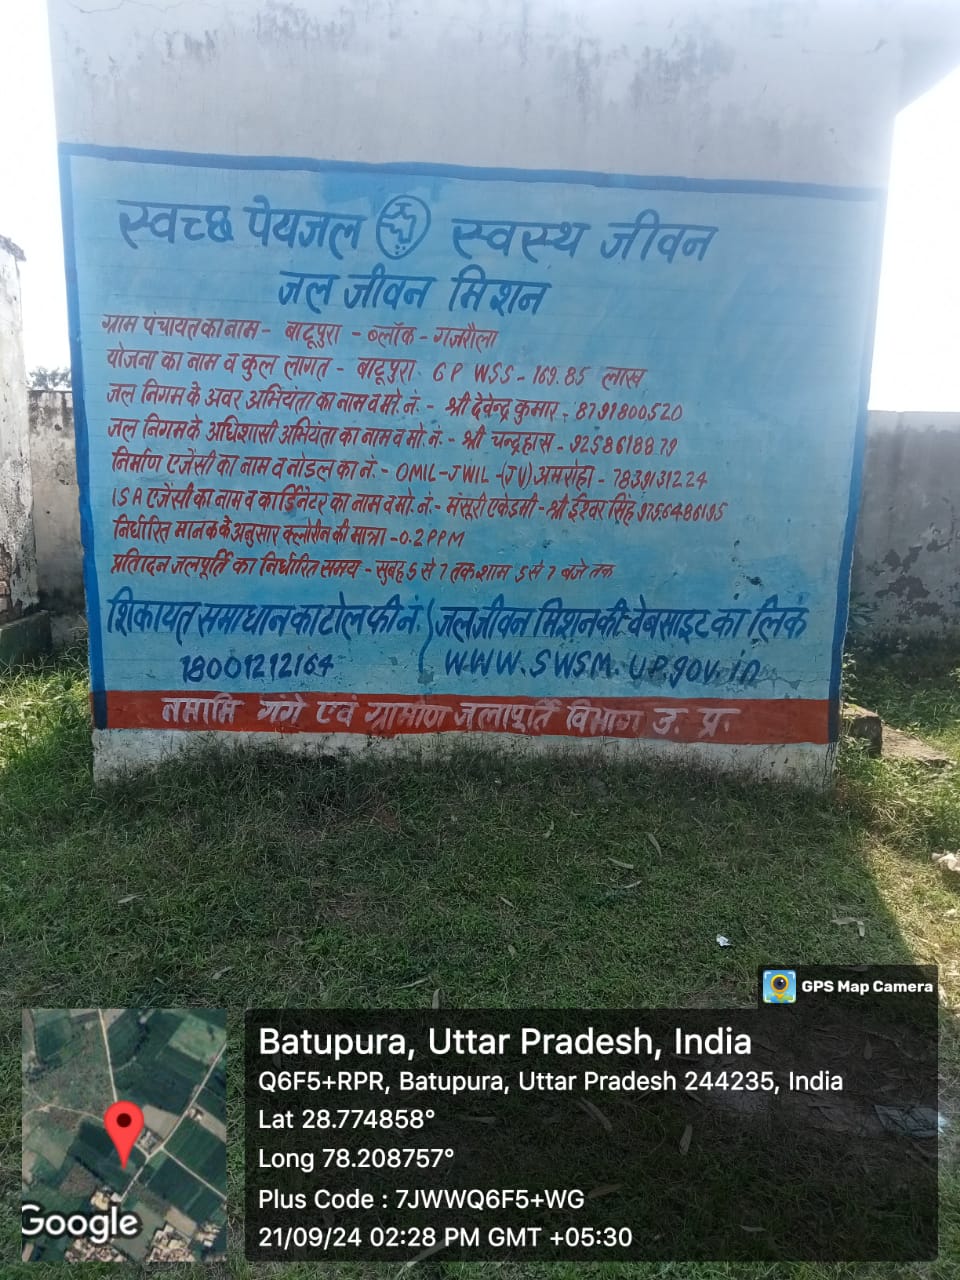 स्वच्छ पेयजल स्वस्थ जीवन
जल जीवन मिशन
ग्राम पंचायत का नाम - बाटूपुरा - ब्लॉक - गजरौला
योजना का नाम व कुल लागत - बाटूपुरा GP WSS - 169.85 लाख
जल निगम के अवर अभियंता का नाम व मो. नं. - श्री देवेन्द्र कुमार - 8791800520
जल निगम के अधिशासी अभियंता का नाम व मो. नं. - श्री चन्द्रहास -
निर्माण एजेंसी का नाम व नोडल का नं. - OMIL-JWIL-(JV) अमरोहा - 7839131224
ISA एजेंसी का नाम व कार्डिनेटर का नाम व मो. नं. - मंसूरी एकेडमी - श्री ईश्वर सिंह
निर्धारित मानक के अनुसार क्लोरीन की मात्रा - 0.2 PPM
प्रतिदिन जलपूर्ति का निर्धारित समय - सुबह 5 से 7 तक शाम 5 से 7 बजे तक
शिकायत समाधान का टोल फी नं. जल जीवन मिशन की वेबसाइट का लिकं
18001212164 www.swsm.up.gov.in
नमामि गंगे एवं ग्रामीण जलापूर्ति विभाग उ. प्र.
GPS Map Camera
Batupura, Uttar Pradesh, India
Q6F5+RPR, Batupura, Uttar Pradesh 244235, India
Lat 28.774858°
Long 78.208757°
Plus Code : 7JWWQ6F5+WG
21/09/24 02:28 PM GMT +05:30
Google